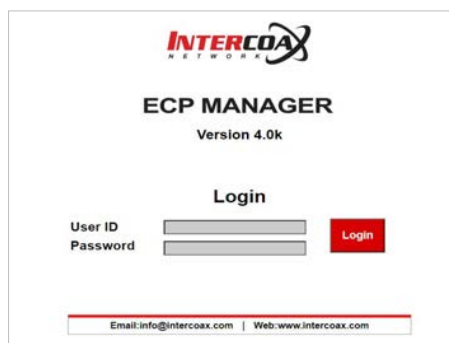 INTERCOAX
NETWORK
ECP MANAGER
Version 4.0k
Login
User ID
Password
Login
Email:info@intercoax.com | Web:www.intercoax.com